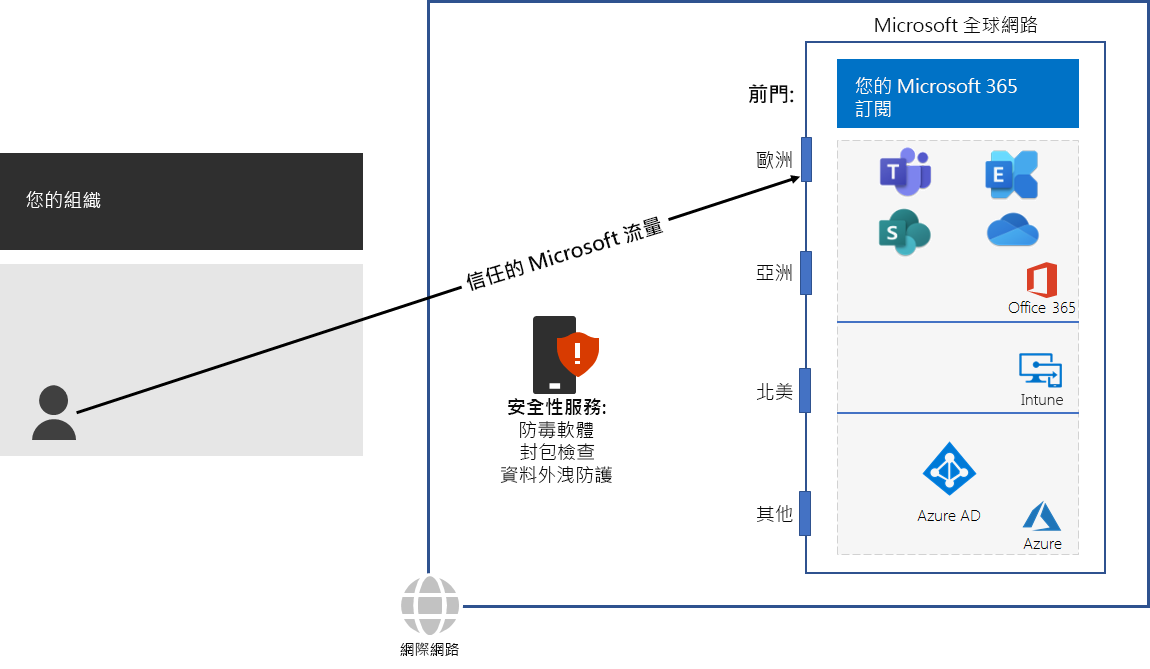 Microsoft 全球網路
您的 Microsoft 365
訂閱
前門:
歐洲
T
E
您的組織
信任的 Microsoft 流量
S
亞洲
Office 365
北美
Intune
安全性服務:
防毒軟體
封包檢查
資料外洩防護
其他
Azure AD
Azure
網際網路